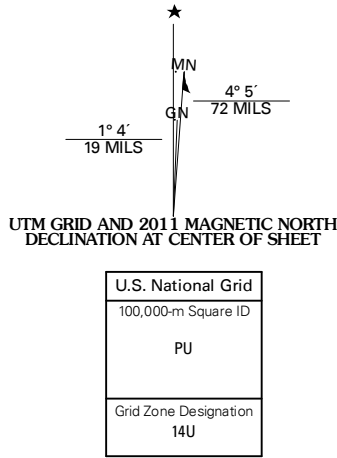 MN
4° 5´
72 MILS
GN
1° 4´
19 MILS
UTM GRID AND 2011 MAGNETIC NORTH
DECLINATION AT CENTER OF SHEET
U.S. National Grid
100,000-m Square ID
PU
Grid Zone Designation
14U